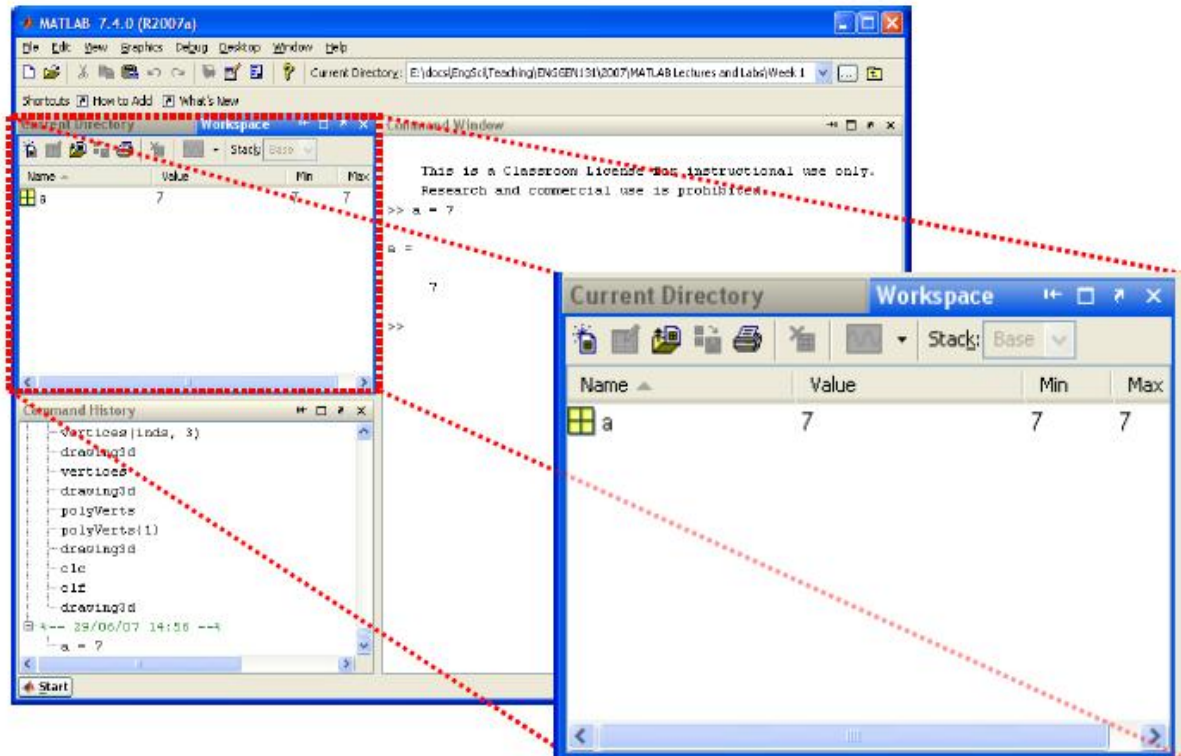 MATLAB 7.4.0 (R2007a)
File Edit View Graphics Debug Desktop Window Help
Current Directory: E:\docs\EngSci\Teaching\ENGGEN131\2007\MATLAB Lectures and Labs\Week 1
Shortcuts How to Add What's New
Current Directory Workspace
Stack: Base
Name Value Min Max
a 7 7 7
Command Window
This is a Classroom License for instructional use only.
Research and commercial use is prohibited.
>> a = 7
a =
7
>>
Command History
vertices(inds, 3)
drawing3d
vertices
drawing3d
polyVerts
polyVerts(1)
drawing3d
clc
clf
drawing3d
%-- 29/06/07 14:56 --%
a = 7
Start
Current Directory Workspace
Stack: Base
Name Value Min Max
a 7 7 7